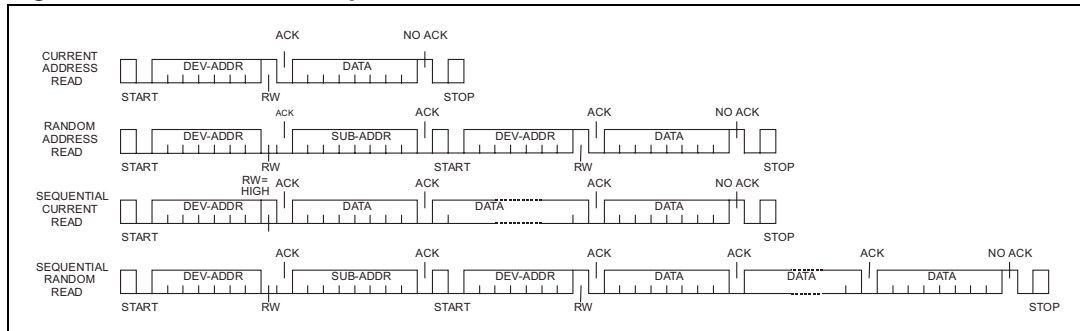 ACK NO ACK
CURRENT
ADDRESS
READ
DEV-ADDR DATA
START RW STOP
ACK ACK ACK NO ACK
RANDOM
ADDRESS
READ
DEV-ADDR SUB-ADDR DEV-ADDR DATA
START RW START RW STOP
RW=
HIGH
ACK ACK ACK NO ACK
SEQUENTIAL
CURRENT
READ
DEV-ADDR DATA DATA DATA
START STOP
ACK ACK ACK ACK ACK NO ACK
SEQUENTIAL
RANDOM
READ
DEV-ADDR SUB-ADDR DEV-ADDR DATA DATA DATA
START RW START RW STOP